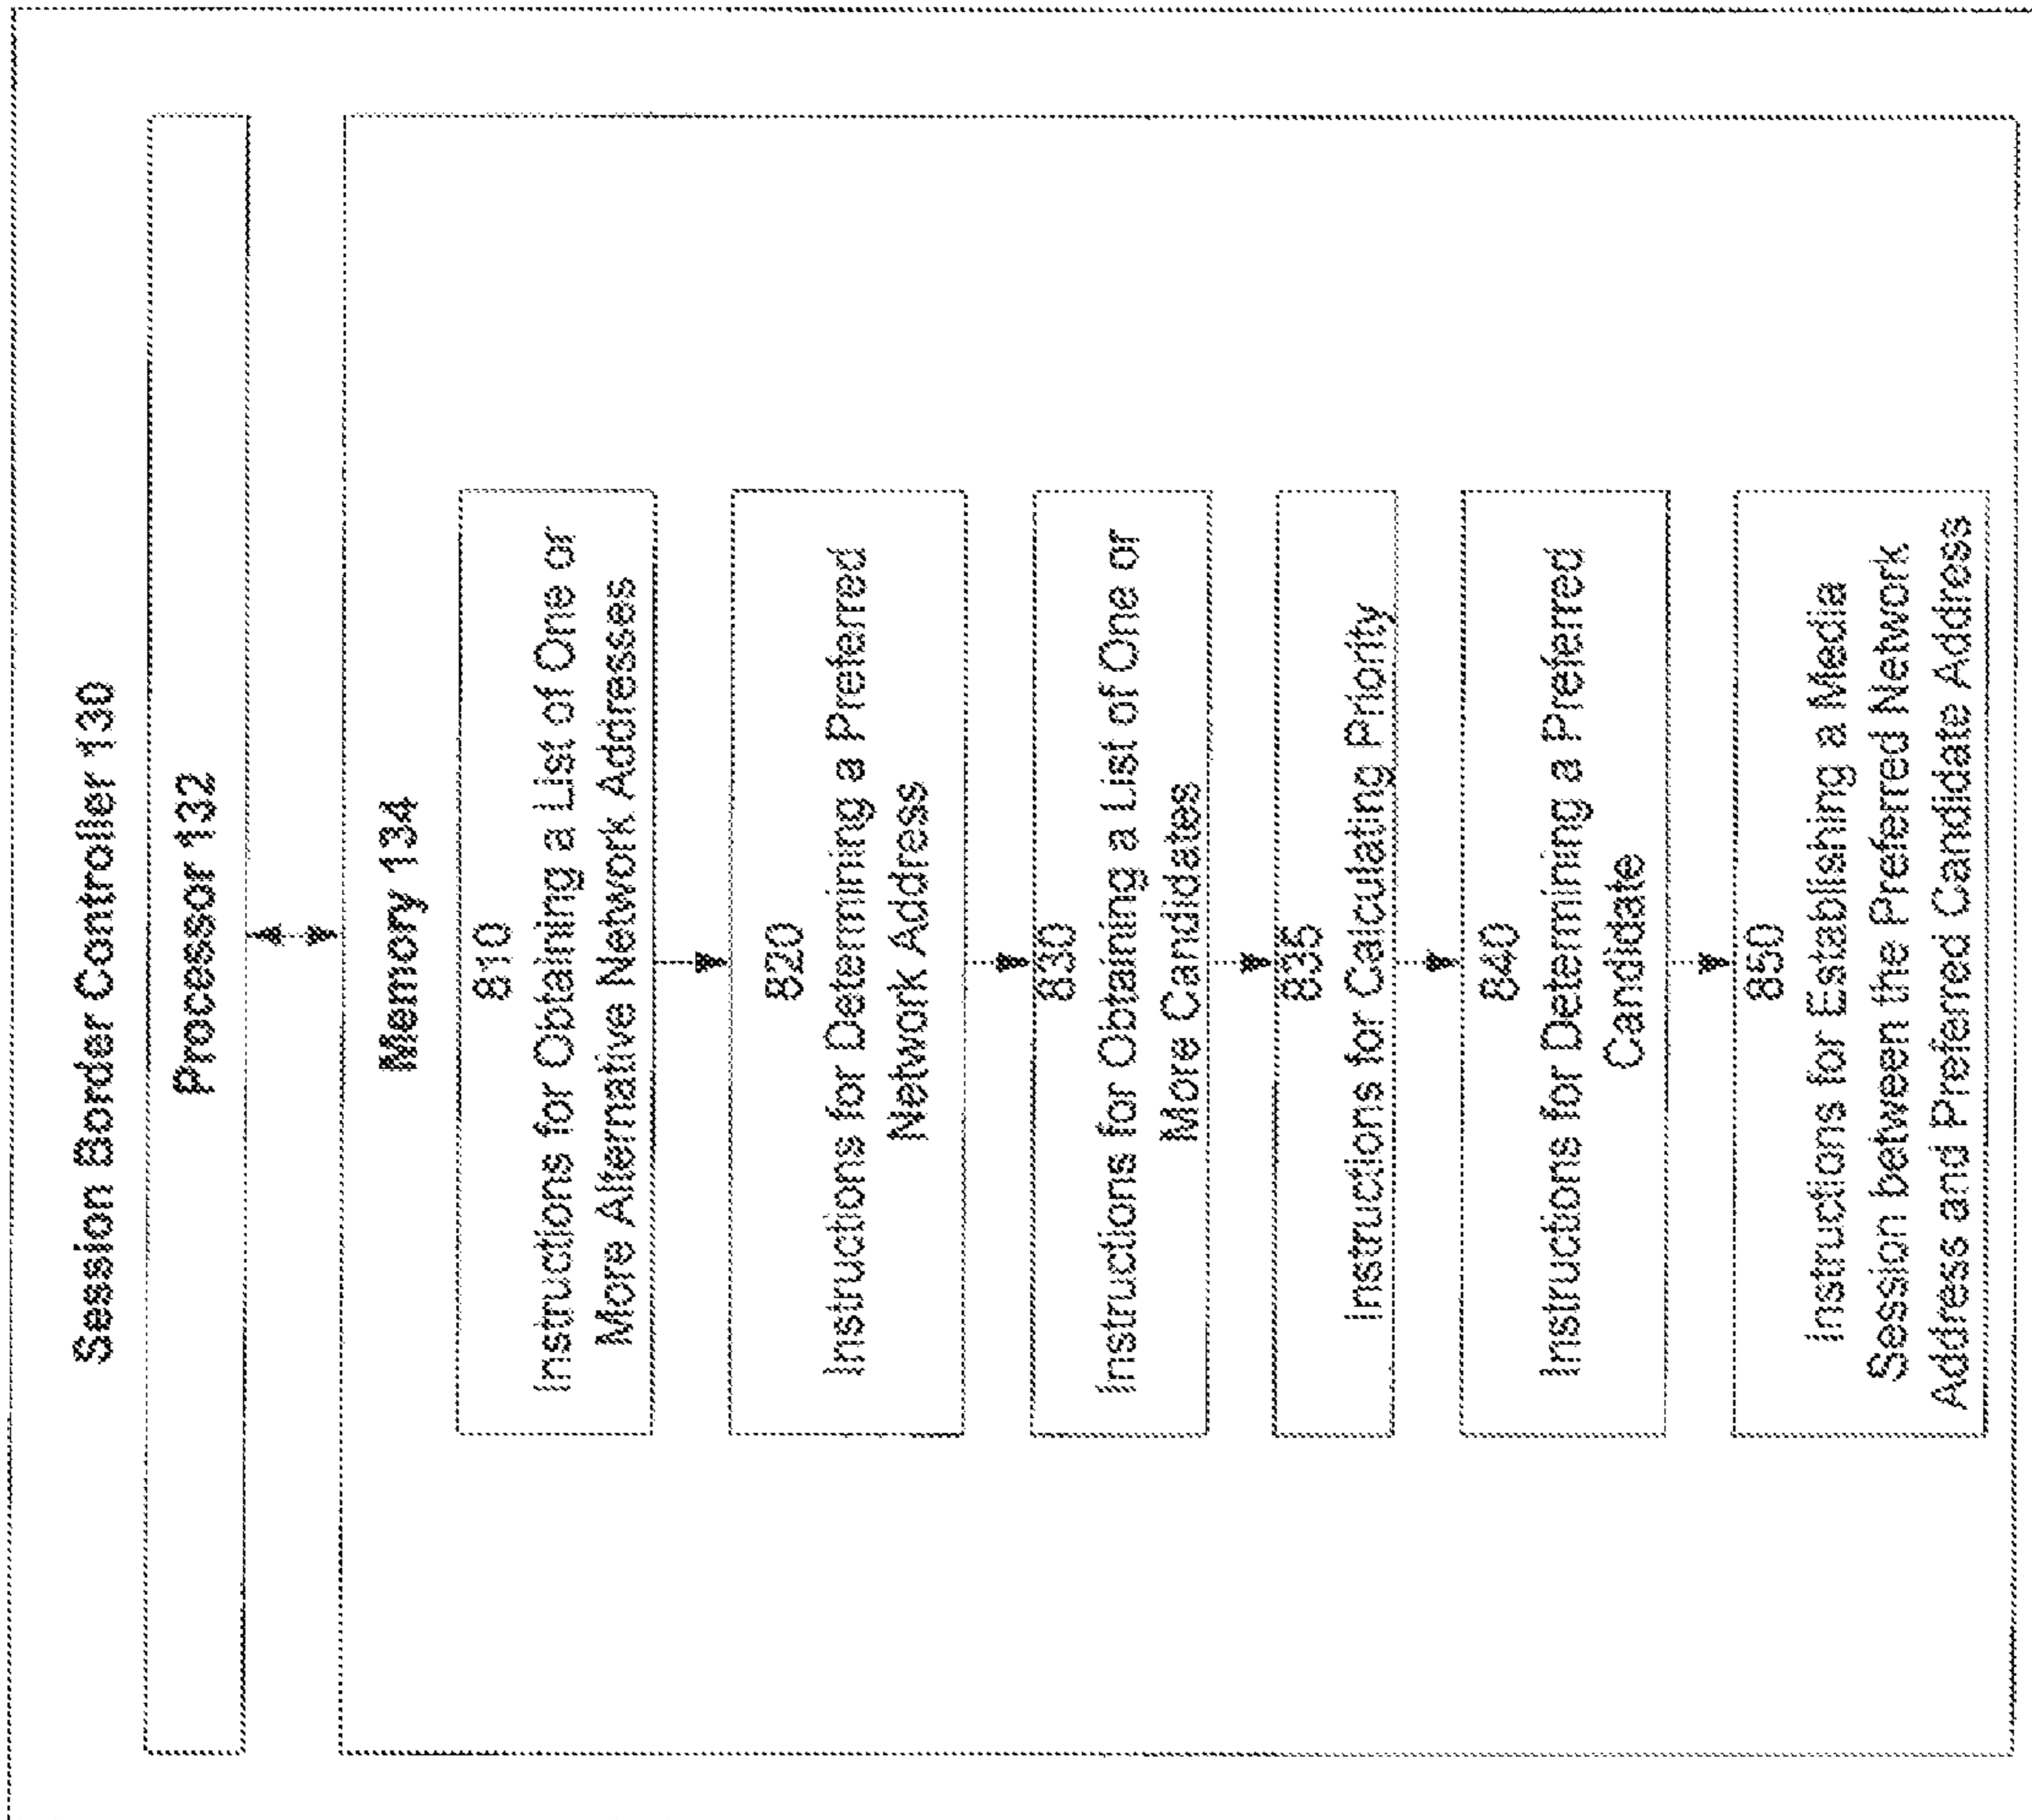 Session Border Controller 130
Processor 132
Memory 134
810
Instructions for Obtaining a List of One or
More Alternative Network Addresses
820
Instructions for Determining a Preferred
Network Address
830
Instructions for Obtaining a List of One or
More Candidates
835
Instructions for Calculating Priority
840
Instructions for Determining a Preferred
Candidate
850
Instructions for Establishing a Media
Session between the Preferred Network
Address and Preferred Candidate Address